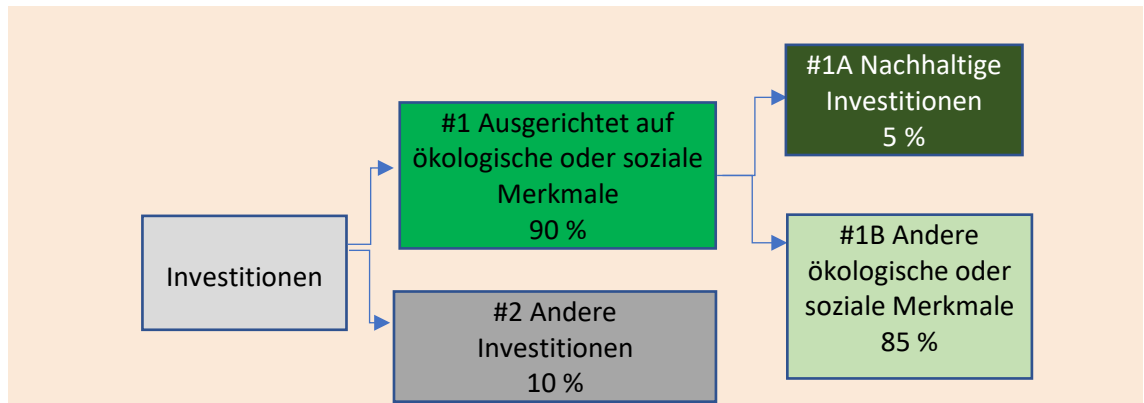 Investitionen
#1 Ausgerichtet auf
ökologische oder soziale
Merkmale
90 %
#2 Andere
Investitionen
10 %
#1A Nachhaltige
Investitionen
5 %
#1B Andere
ökologische oder
soziale Merkmale
85 %